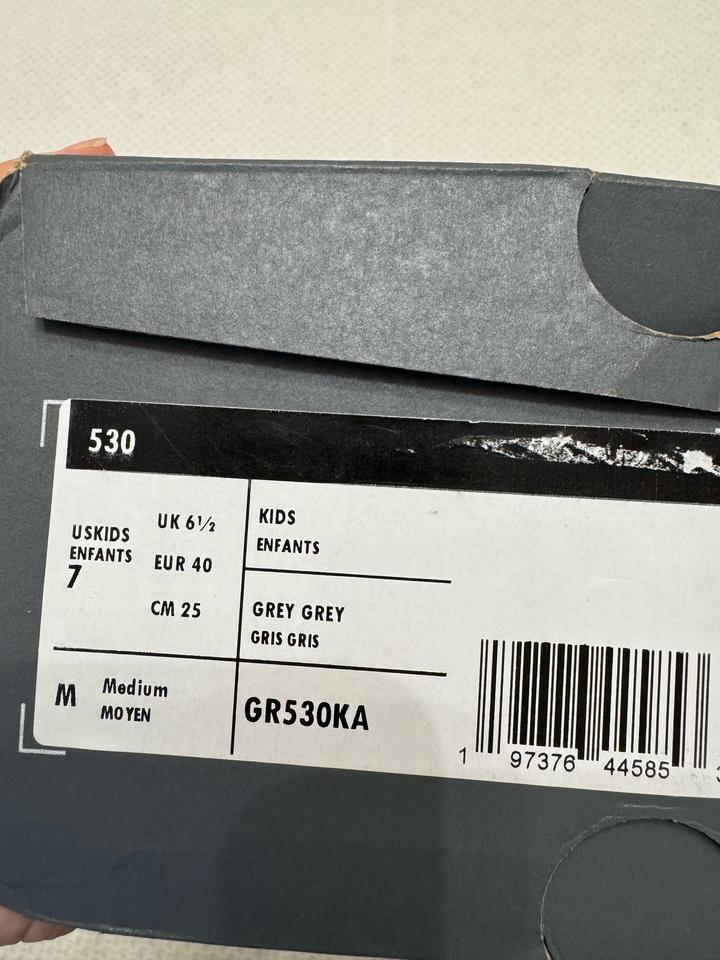 530
USKIDS
ENFANTS
7
UK 6½
EUR 40
CM 25
KIDS
ENFANTS
GREY GREY
GRIS GRIS
M
Medium
MOYEN
GR530KA
1 97376 44585